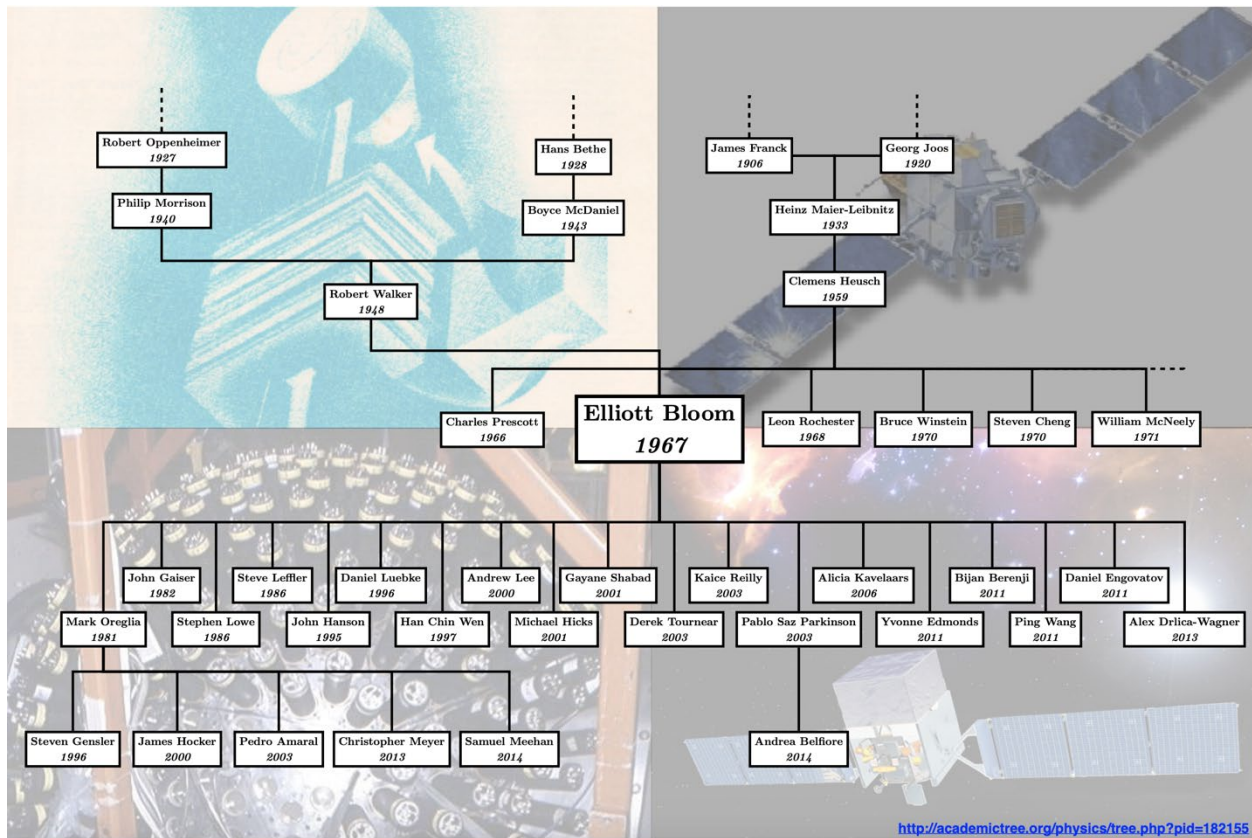 Robert Oppenheimer
1927
Hans Bethe
1928
James Franck
1906
Georg Joos
1920
Philip Morrison
1940
Boyce McDaniel
1943
Heinz Maier-Leibnitz
1933
Robert Walker
1948
Clemens Heusch
1959
Charles Prescott
1966
Elliott Bloom
1967
Leon Rochester
1968
Bruce Winstein
1970
Steven Cheng
1970
William McNeely
1971
John Gaiser
1982
Steve Leffler
1986
Daniel Luebke
1996
Andrew Lee
2000
Gayane Shabad
2001
Kaice Reilly
2003
Alicia Kavelaars
2006
Bijan Berenji
2011
Daniel Engovatov
2011
Mark Oreglia
1981
Stephen Lowe
1986
John Hanson
1995
Han Chin Wen
1997
Michael Hicks
2001
Derek Tournear
2003
Pablo Saz Parkinson
2003
Yvonne Edmonds
2011
Ping Wang
2011
Alex Drlica-Wagner
2013
Steven Gensler
1996
James Hocker
2000
Pedro Amaral
2003
Christopher Meyer
2013
Samuel Meehan
2014
Andrea Belfiore
2014
http://academictree.org/physics/tree.php?pid=182155